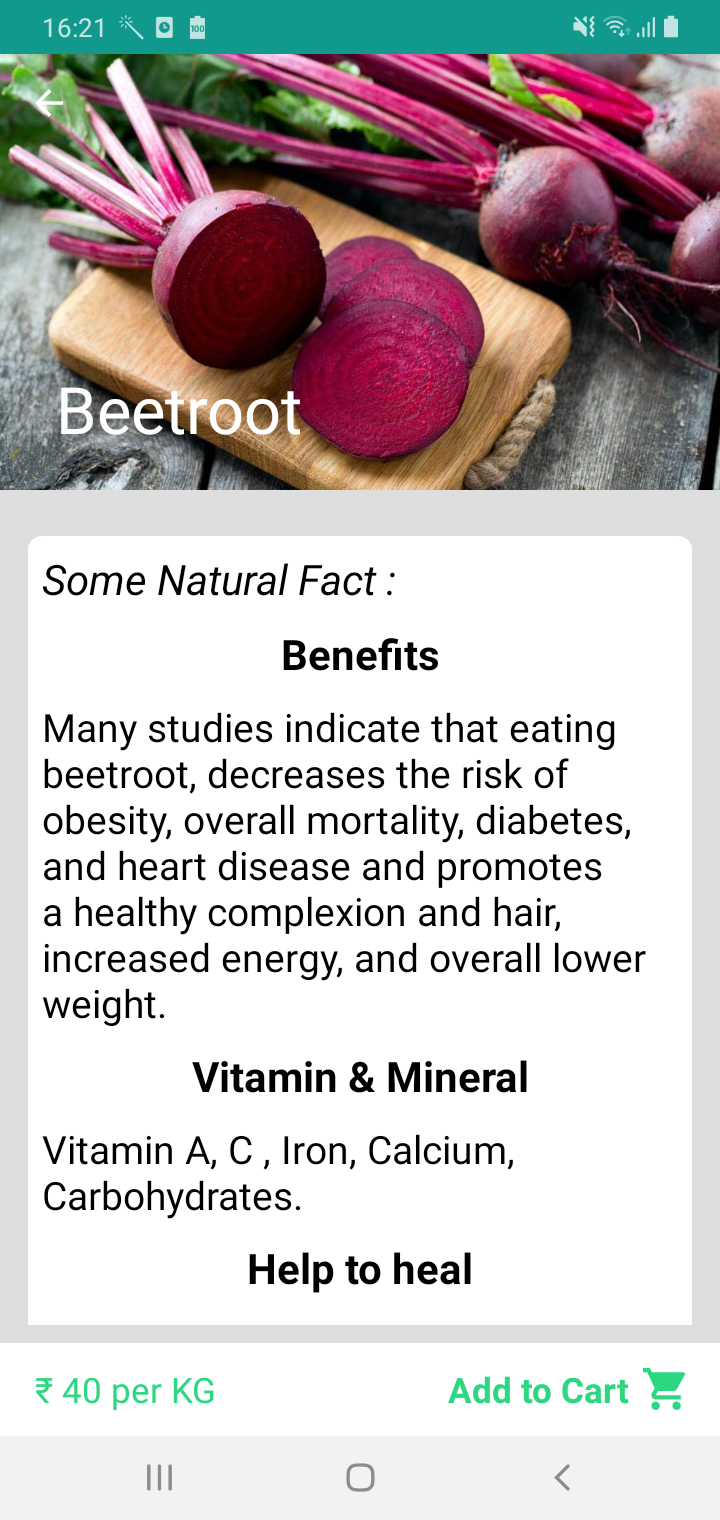 16:21
100
Beetroot
Some Natural Fact :
Benefits
Many studies indicate that eating
beetroot, decreases the risk of
obesity, overall mortality, diabetes,
and heart disease and promotes
a healthy complexion and hair,
increased energy, and overall lower
weight.
Vitamin & Mineral
Vitamin A, C , Iron, Calcium,
Carbohydrates.
Help to heal
₹ 40 per KG
Add to Cart